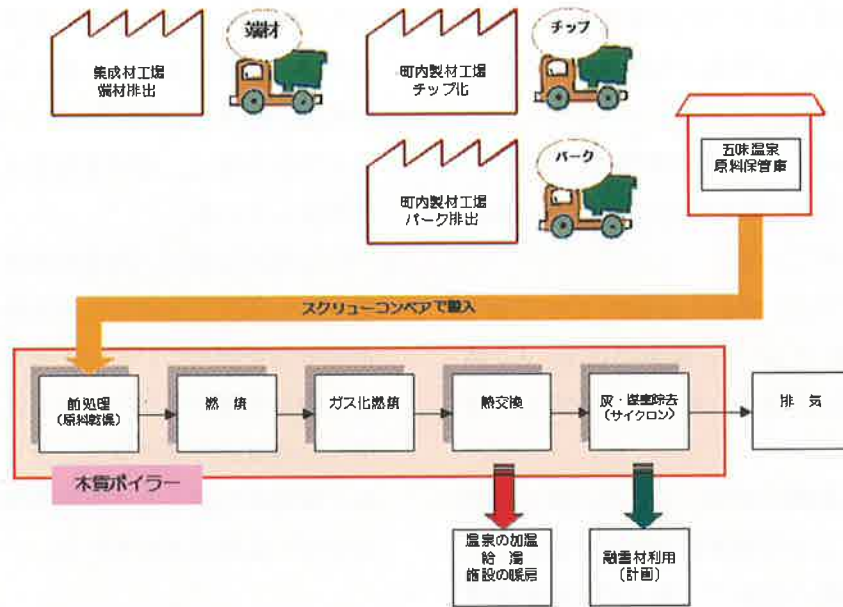 端材
チップ
集成材工場
端材排出
町内製材工場
チップ化
五味温泉
原料保管庫
バーク
町内製材工場
バーク排出
スクリューコンベアで搬入
前処理
(原料乾燥)
燃 焼
ガス化燃焼
熱交換
灰・煤塵除去
(サイクロン)
排 気
木質ボイラー
温泉の加温
給 湯
施設の暖房
融雪材利用
(計画)